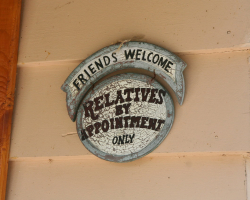 FRIENDS WELCOME
RELATIVES
BY
APPOINTMENT
ONLY